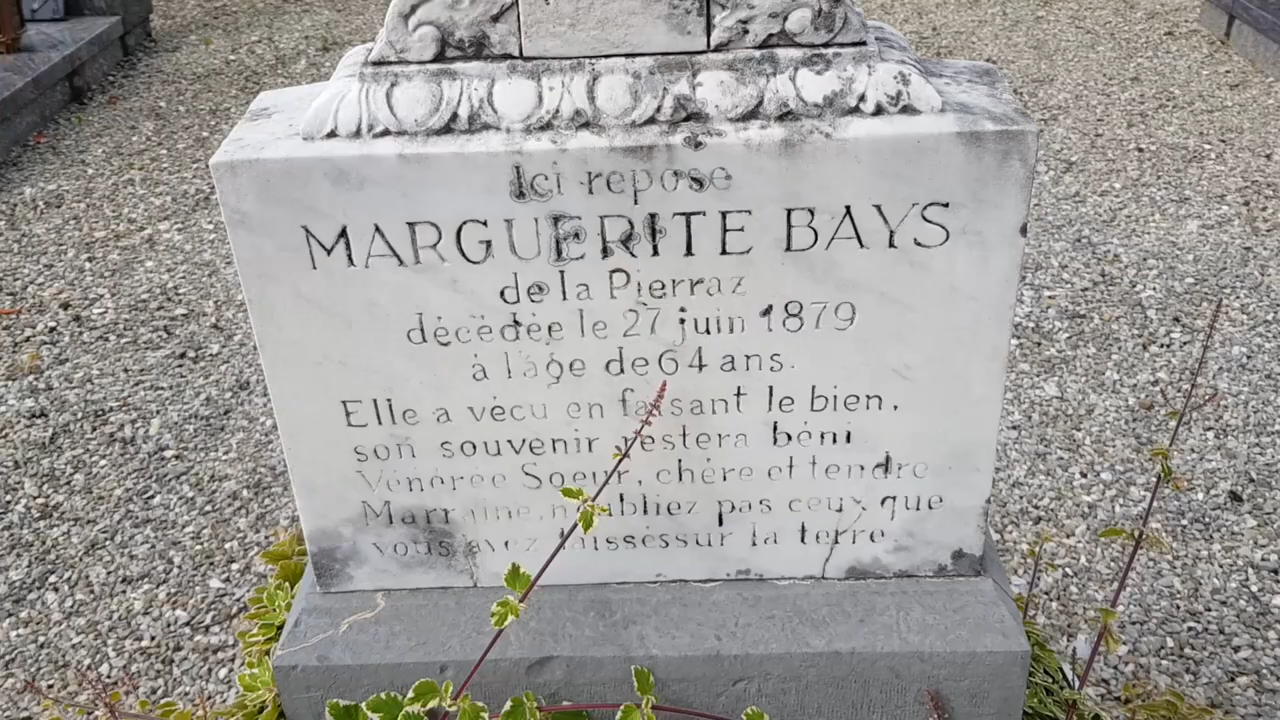 Ici repose
MARGUERITE BAYS
de la Pierraz
décédée le 27 juin 1879
à l'âge de 64 ans.
Elle a vécu en faisant le bien,
son souvenir restera béni
Vénérée Soeur, chère et tendre
Marraine, n'oubliez pas ceux que
vous avez laissés sur la terre.